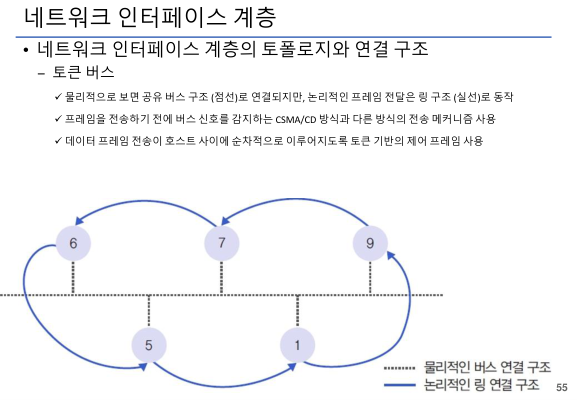 네트워크 인터페이스 계층
• 네트워크 인터페이스 계층의 토폴로지와 연결 구조
– 토큰 버스
✓ 물리적으로 보면 공유 버스 구조 (점선)로 연결되지만, 논리적인 프레임 전달은 링 구조 (실선)로 동작
✓ 프레임을 전송하기 전에 버스 신호를 감지하는 CSMA/CD 방식과 다른 방식의 전송 메커니즘 사용
✓ 데이터 프레임 전송이 호스트 사이에 순차적으로 이루어지도록 토큰 기반의 제어 프레임 사용
6 7 9
5 1
물리적인 버스 연결 구조
논리적인 링 연결 구조
55